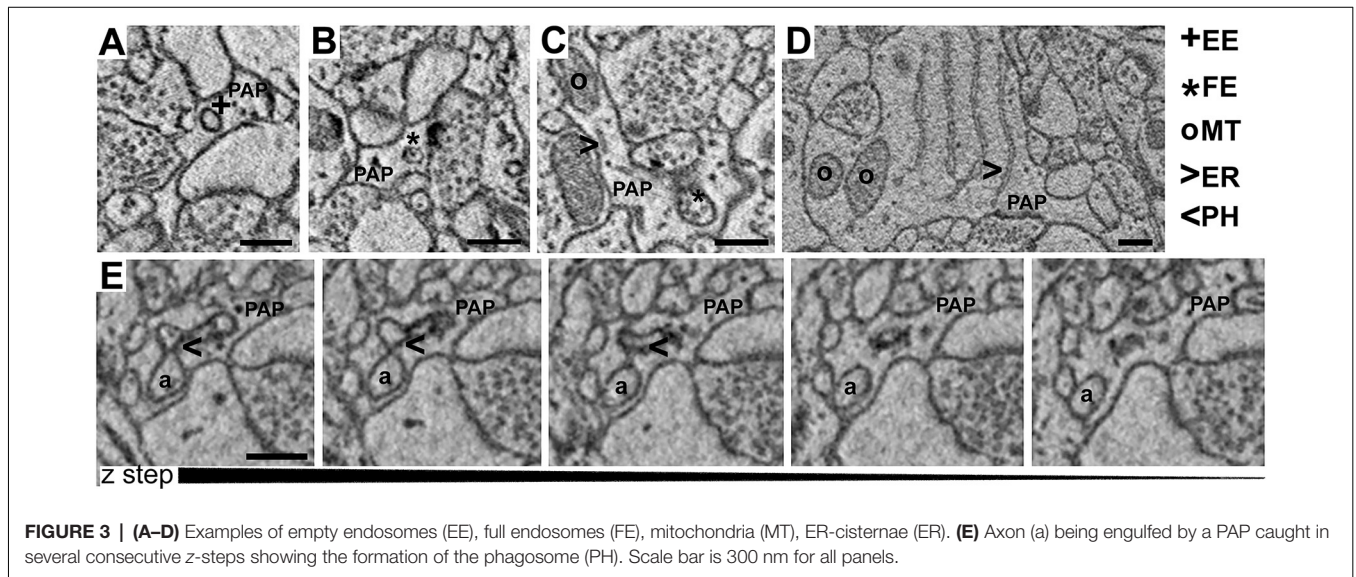 A PAP +
B * PAP
C o > PAP *
D o o > PAP
+EE
*FE
oMT
>ER
<PH
E PAP < a
PAP < a
PAP < a
PAP a
PAP a
z step
FIGURE 3 | (A–D) Examples of empty endosomes (EE), full endosomes (FE), mitochondria (MT), ER-cisternae (ER). (E) Axon (a) being engulfed by a PAP caught in
several consecutive z-steps showing the formation of the phagosome (PH). Scale bar is 300 nm for all panels.